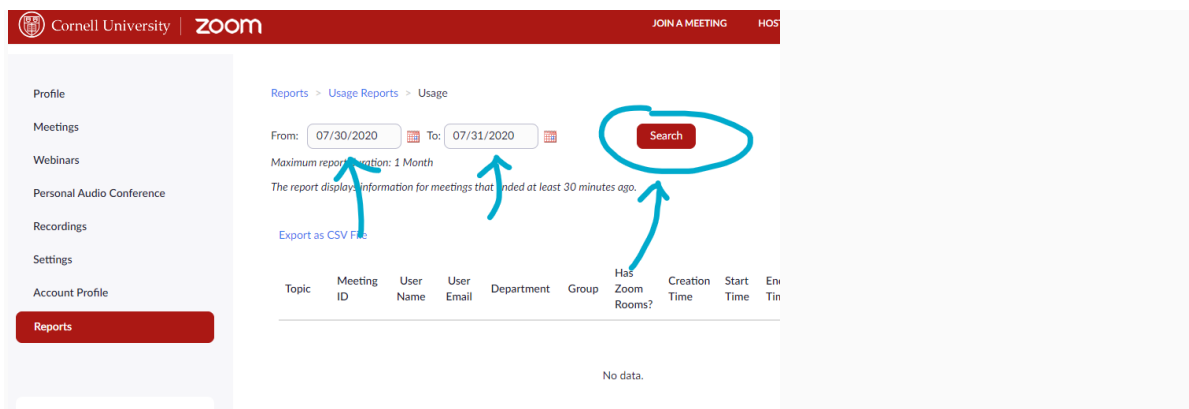 Cornell University | zoom
JOIN A MEETING
Profile
Meetings
Webinars
Personal Audio Conference
Recordings
Settings
Account Profile
Reports
Reports > Usage Reports > Usage
From: 07/30/2020 To: 07/31/2020 Search
Maximum report duration: 1 Month
The report displays information for meetings that ended at least 30 minutes ago.
Export as CSV File
Topic Meeting ID User Name User Email Department Group Has Zoom Rooms? Creation Time Start Time
No data.